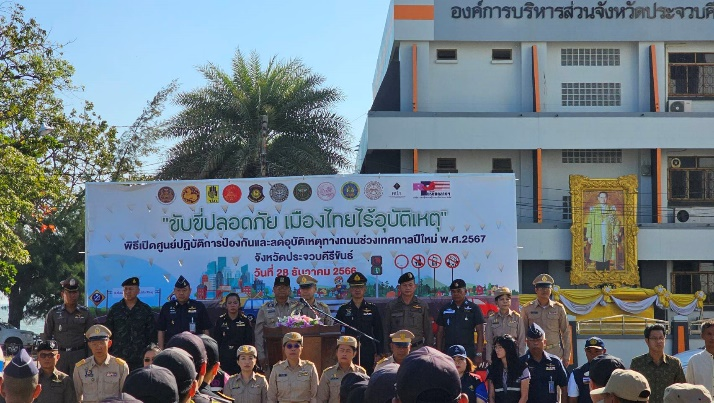 องค์การบริหารส่วนจังหวัดประจวบคีรี
"ขับขี่ปลอดภัย เมืองไทยไร้อุบัติเหตุ"
พิธีเปิดศูนย์ปฏิบัติการป้องกันและลดอุบัติเหตุทางถนนช่วงเทศกาลปีใหม่ พ.ศ.2567
จังหวัดประจวบคีรีขันธ์
วันที่ 28 ธันวาคม 2566